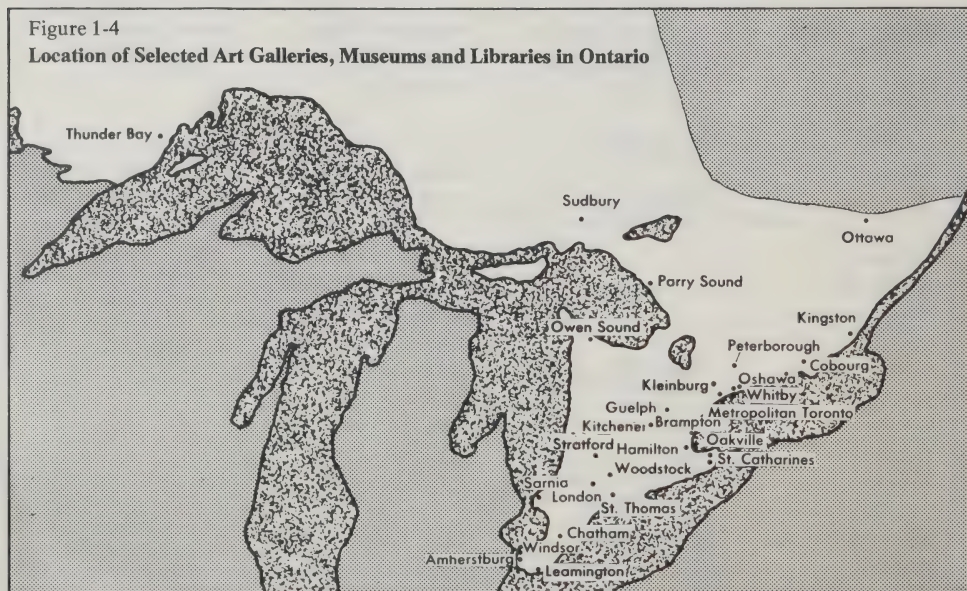 Figure 1-4
Location of Selected Art Galleries, Museums and Libraries in Ontario
Thunder Bay
Sudbury
Ottawa
Parry Sound
Kingston
Owen Sound
Peterborough
Cobourg
Kleinburg
Oshawa
Whitby
Guelph
Metropolitan Toronto
Kitchener
Brampton
Stratford
Hamilton
Oakville
St. Catharines
Woodstock
Sarnia
London
St. Thomas
Chatham
Windsor
Amherstburg
Leamington